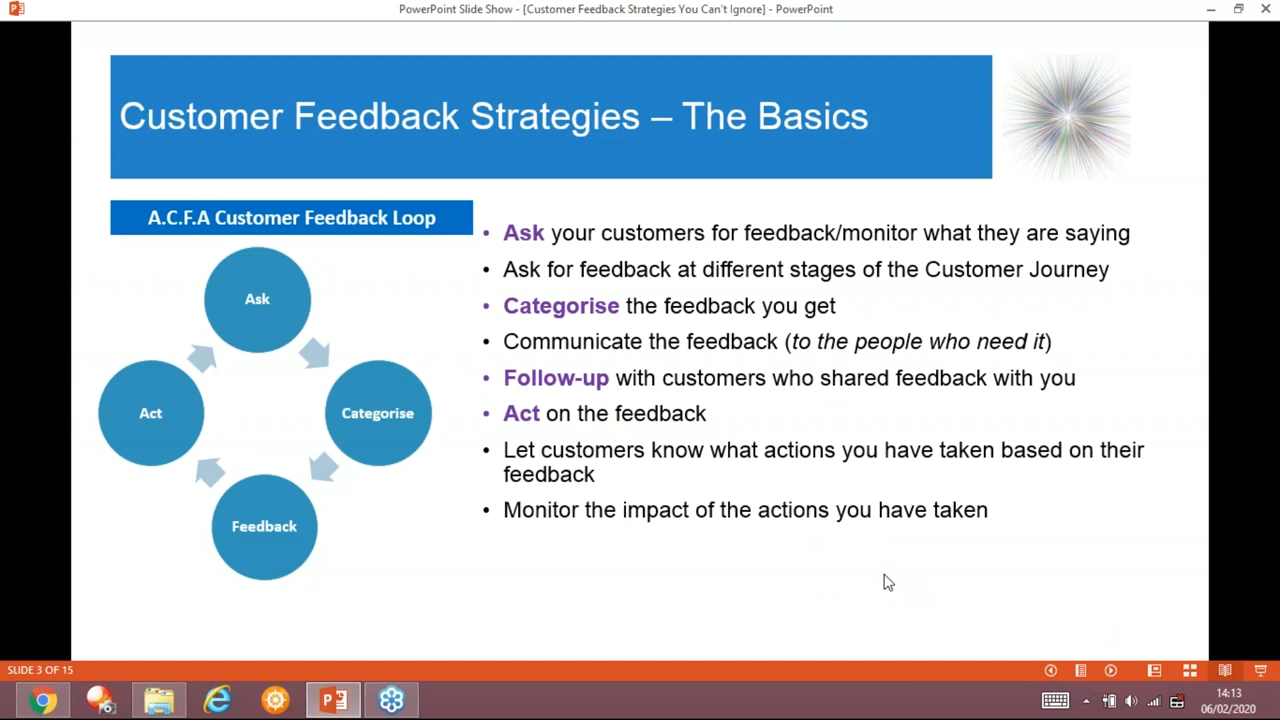 PowerPoint Slide Show - [Customer Feedback Strategies You Can't Ignore] - PowerPoint
Customer Feedback Strategies – The Basics
A.C.F.A Customer Feedback Loop
Ask
Categorise
Feedback
Act
• Ask your customers for feedback/monitor what they are saying
• Ask for feedback at different stages of the Customer Journey
• Categorise the feedback you get
• Communicate the feedback (to the people who need it)
• Follow-up with customers who shared feedback with you
• Act on the feedback
• Let customers know what actions you have taken based on their
feedback
• Monitor the impact of the actions you have taken
SLIDE 3 OF 15
14:13
06/02/2020